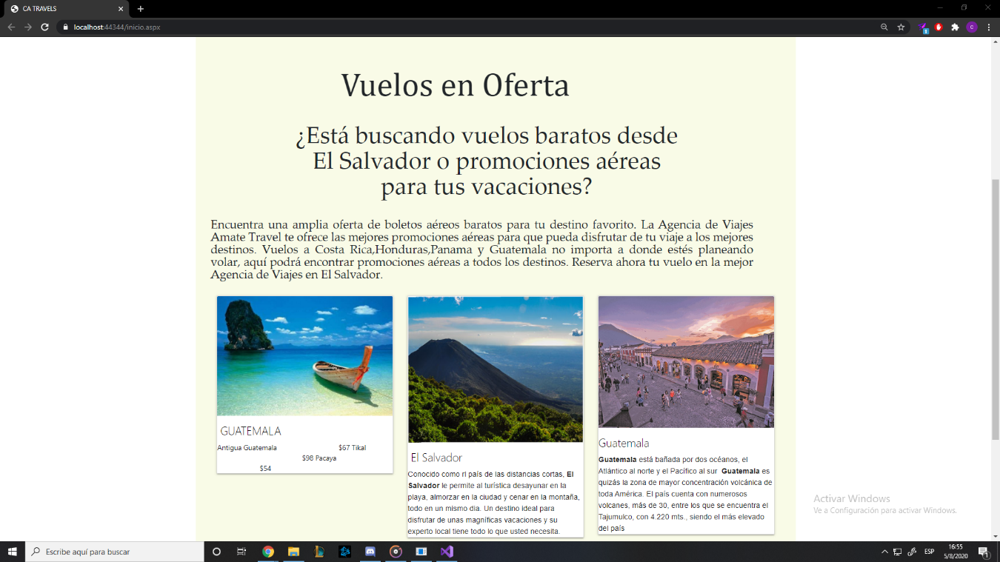 CA TRAVELS
localhost:44344/inicio.aspx
Vuelos en Oferta
¿Está buscando vuelos baratos desde
El Salvador o promociones aéreas
para tus vacaciones?
Encuentra una amplia oferta de boletos aéreos baratos para tu destino favorito. La Agencia de Viajes
Amate Travel te ofrece las mejores promociones aéreas para que pueda disfrutar de tu viaje a los mejores
destinos. Vuelos a Costa Rica,Honduras,Panama y Guatemala no importa a donde estés planeando
volar, aquí podrá encontrar promociones aéreas a todos los destinos. Reserva ahora tu vuelo en la mejor
Agencia de Viajes en El Salvador.
GUATEMALA
Antigua Guatemala $67 Tikal
$98 Pacaya
$54
El Salvador
Conocido como rl país de las distancias cortas, El
Salvador le permite al turística desayunar en la
playa, almorzar en la ciudad y cenar en la montaña,
todo en un mismo dia. Un destino ideal para
disfrutar de unas magníficas vacaciones y su
experto local tiene todo lo que usted necesita.
Guatemala
Guatemala está bañada por dos océanos, el
Atlántico al norte y el Pacífico al sur Guatemala es
quizás la zona de mayor concentración volcánica de
toda América. El país cuenta con numerosos
volcanes, más de 30, entre los que se encuentra el
Tajumulco, con 4.220 mts., siendo el más elevado
del país
Activar Windows
Ve a Configuración para activar Windows.
Escribe aquí para buscar
ESP
16:55
5/8/2020
1